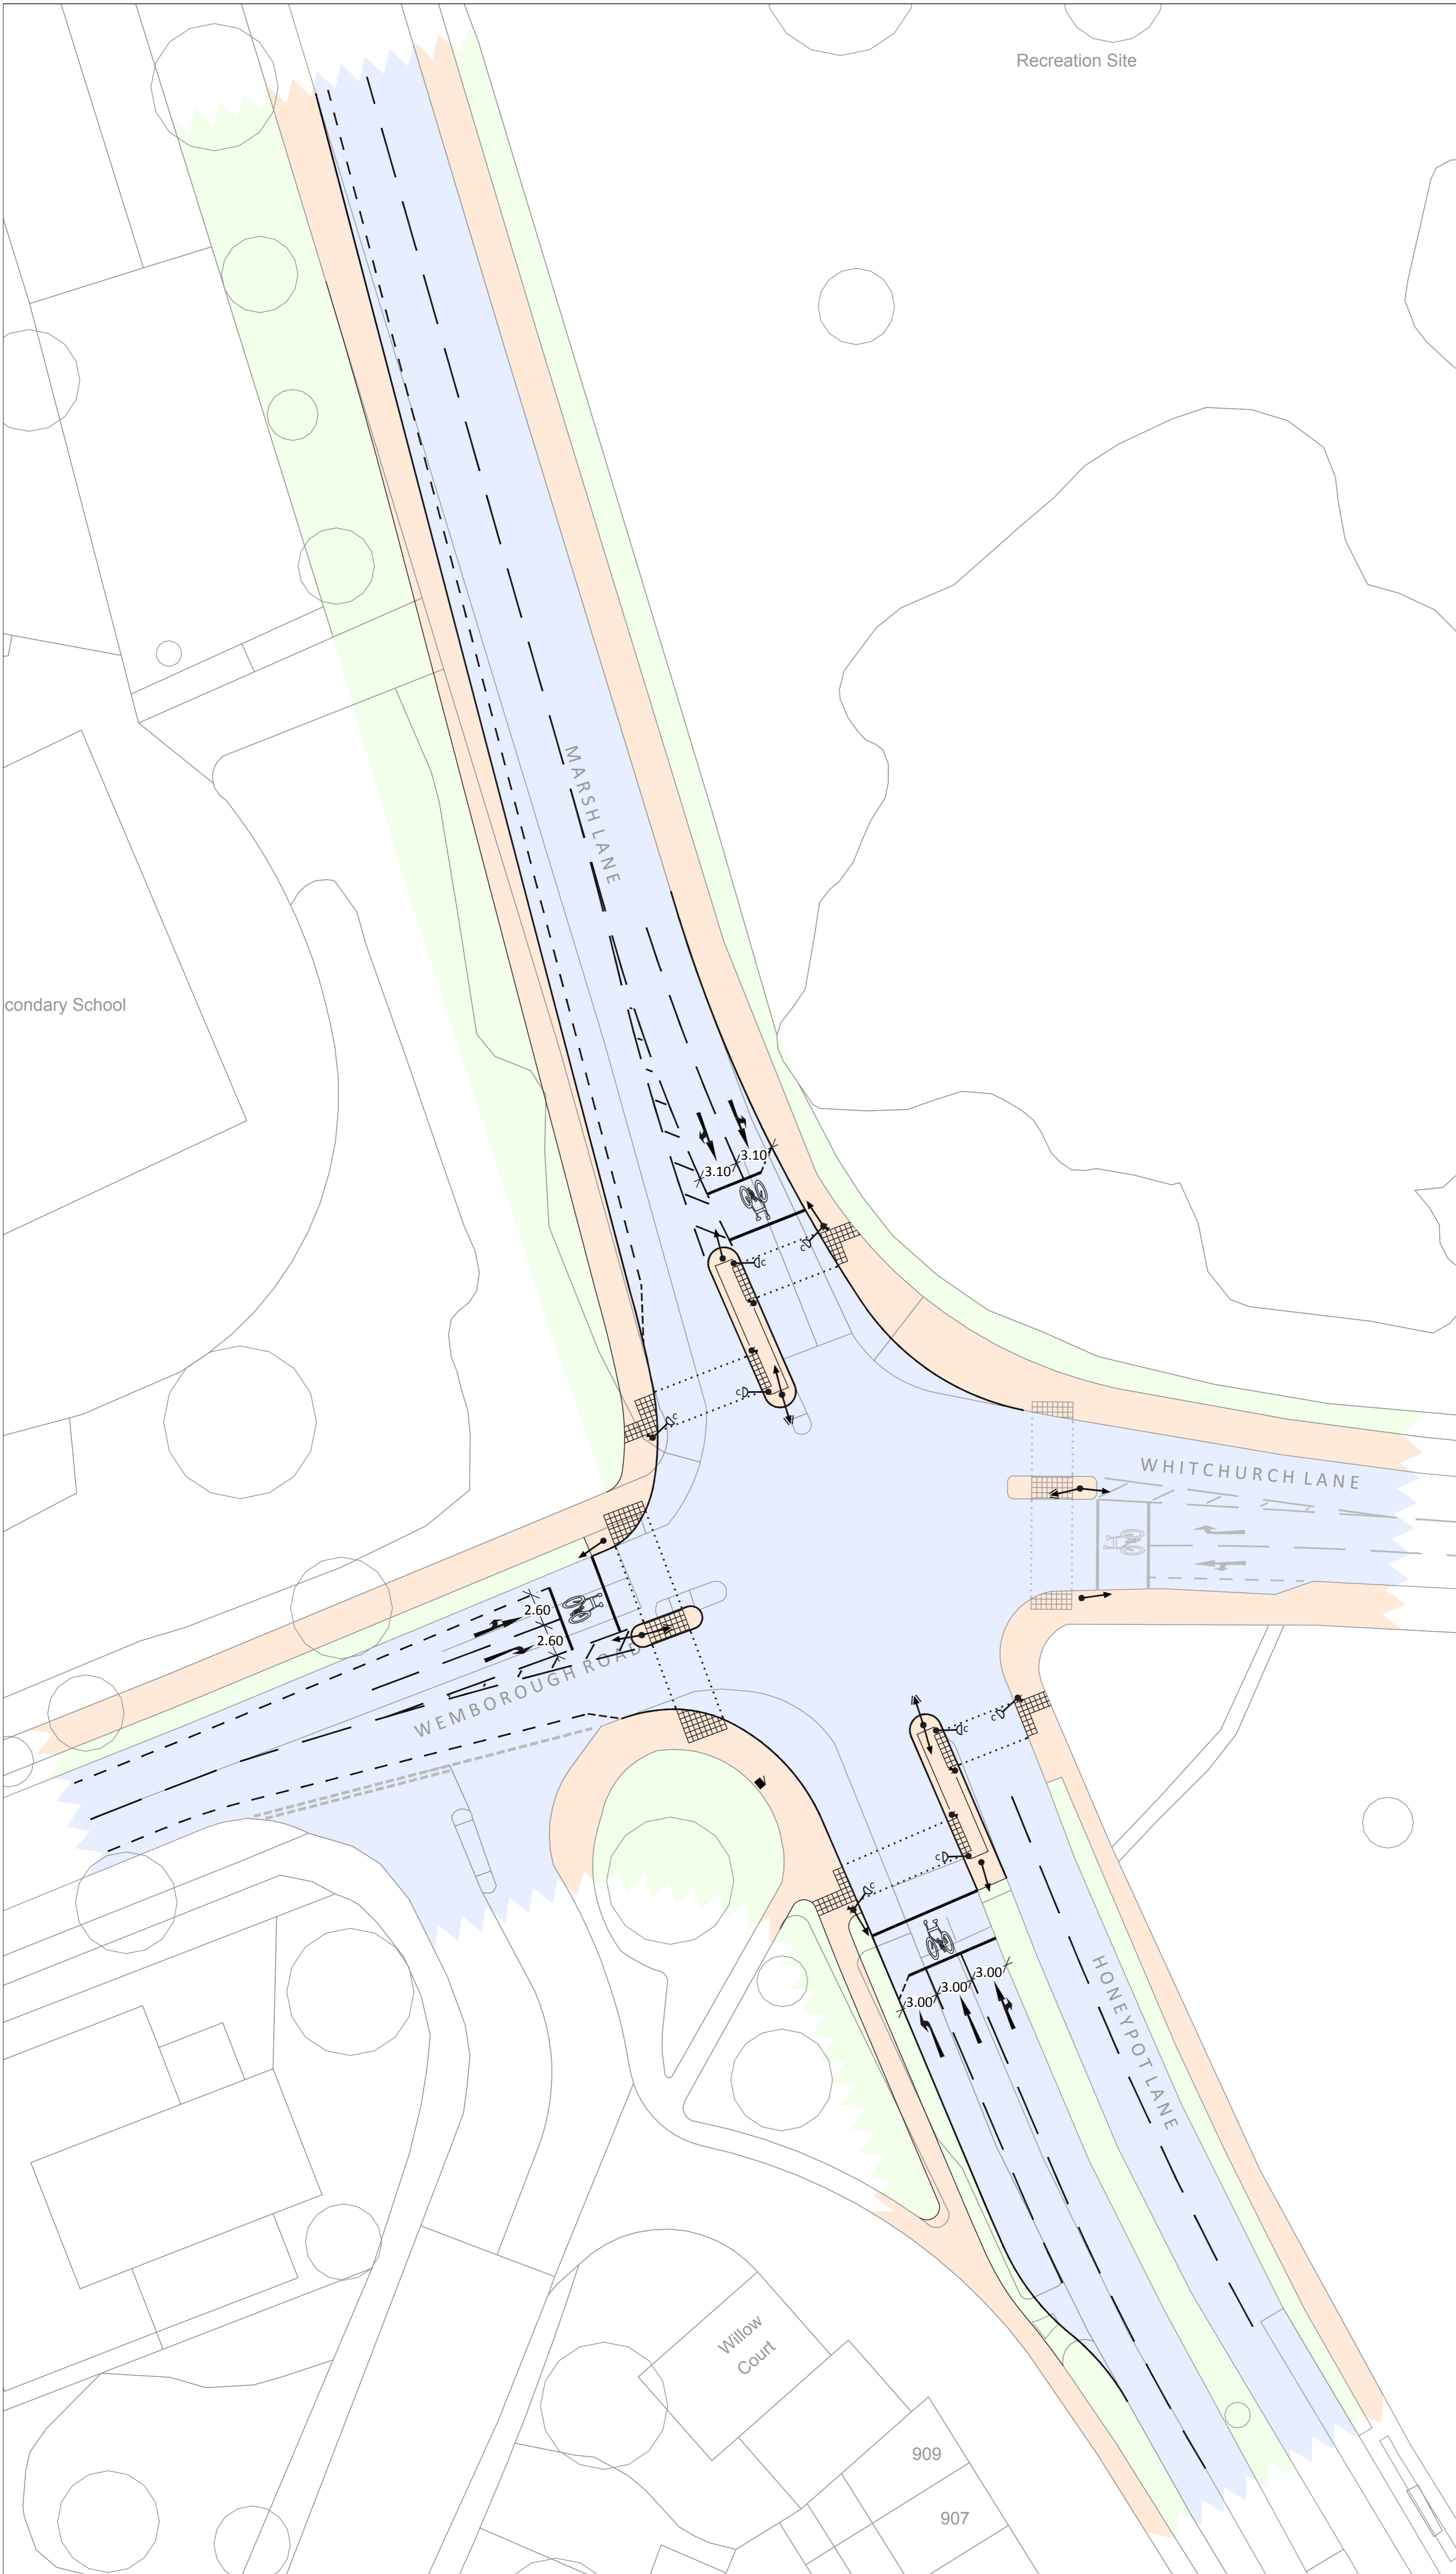 Recreation Site
MARSH LANE
condary School
3.10
3.10
c
c
c
c
WHITCHURCH LANE
2.60
2.60
WEMBOROUGH ROAD
c
c
c
c
3.00
3.00
3.00
HONEYPOT LANE
Willow
Court
909
907